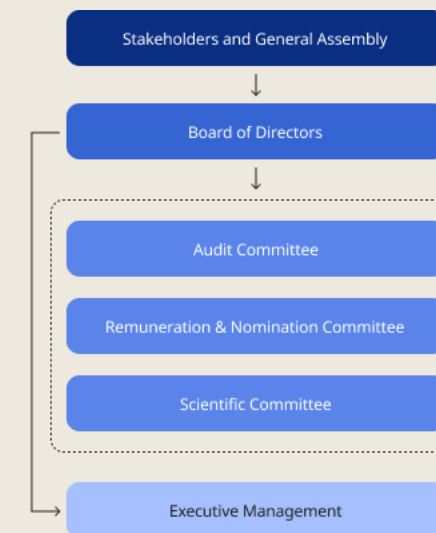 Stakeholders and General Assembly
Board of Directors
Audit Committee
Remuneration & Nomination Committee
Scientific Committee
Executive Management